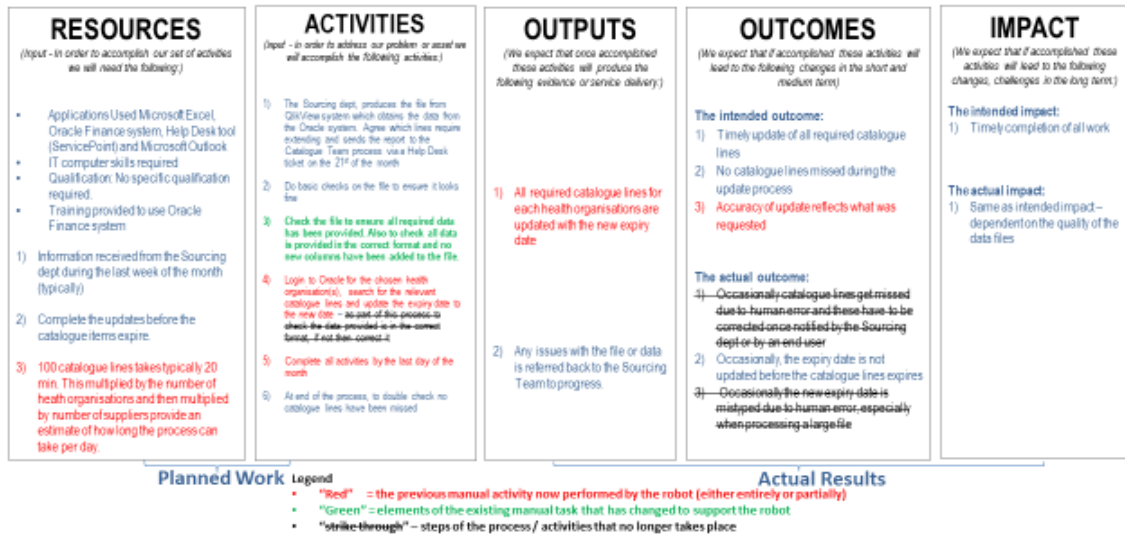 RESOURCES
(Input - In order to accomplish our set of activities
we will need the following:)
• Applications Used Microsoft Excel,
Oracle Finance system, Help Desk tool
(ServicePoint) and Microsoft Outlook
• IT computer skills required
• Qualification: No specific qualification
required.
• Training provided to use Oracle
Finance system
1) Information received from the Sourcing
dept during the last week of the month
(typically)
2) Complete the updates before the
catalogue items expire.
3) 100 catalogue lines takes typically 20
min. This multiplied by the number of
heath organisations and then multiplied
by number of suppliers provide an
estimate of how long the process can
take per day.
ACTIVITIES
(Input - In order to address our problem or asset we
will accomplish the following activities:)
1) The Sourcing dept, produces the file from
QlikView system which obtains the data from
the Oracle system. Agree which lines require
extending and sends the report to the
Catalogue Team process via a Help Desk
ticket on the 21st of the month
2) Do basic checks on the file to ensure it looks
fine
3) Check the file to ensure all required data
has been provided. Also to check all data
is provided in the correct format and no
new columns have been added to the file.
4) Login to Oracle for the chosen health
organisation(s), search for the relevant
catalogue lines and update the expiry date to
the new date – as part of this process to
check the data provided is in the correct
format, if not then correct it
5) Complete all activities by the last day of the
month
6) At end of the process, to double check no
catalogue lines have been missed
OUTPUTS
(We expect that once accomplished
these activities will produce the
following evidence or service delivery:)
1) All required catalogue lines for
each health organisations are
updated with the new expiry
date
2) Any issues with the file or data
is referred back to the Sourcing
Team to progress.
OUTCOMES
(We expect that if accomplished these activities will
lead to the following changes in the short and
medium term:)
The intended outcome:
1) Timely update of all required catalogue
lines
2) No catalogue lines missed during the
update process
3) Accuracy of update reflects what was
requested
The actual outcome:
1) Occasionally catalogue lines get missed
due to human error and these have to be
corrected once notified by the Sourcing
dept or by an end user
2) Occasionally, the expiry date is not
updated before the catalogue lines expires
3) Occasionally the new expiry date is
mistyped due to human error, especially
when processing a large file
IMPACT
(We expect that if accomplished these
activities will lead to the following
changes, challenges in the long term:)
The intended impact:
1) Timely completion of all work
The actual impact:
1) Same as intended impact –
dependent on the quality of the
data files
Planned Work
Actual Results
Legend
• "Red" = the previous manual activity now performed by the robot (either entirely or partially)
• "Green" = elements of the existing manual task that has changed to support the robot
• "strike through" – steps of the process / activities that no longer takes place